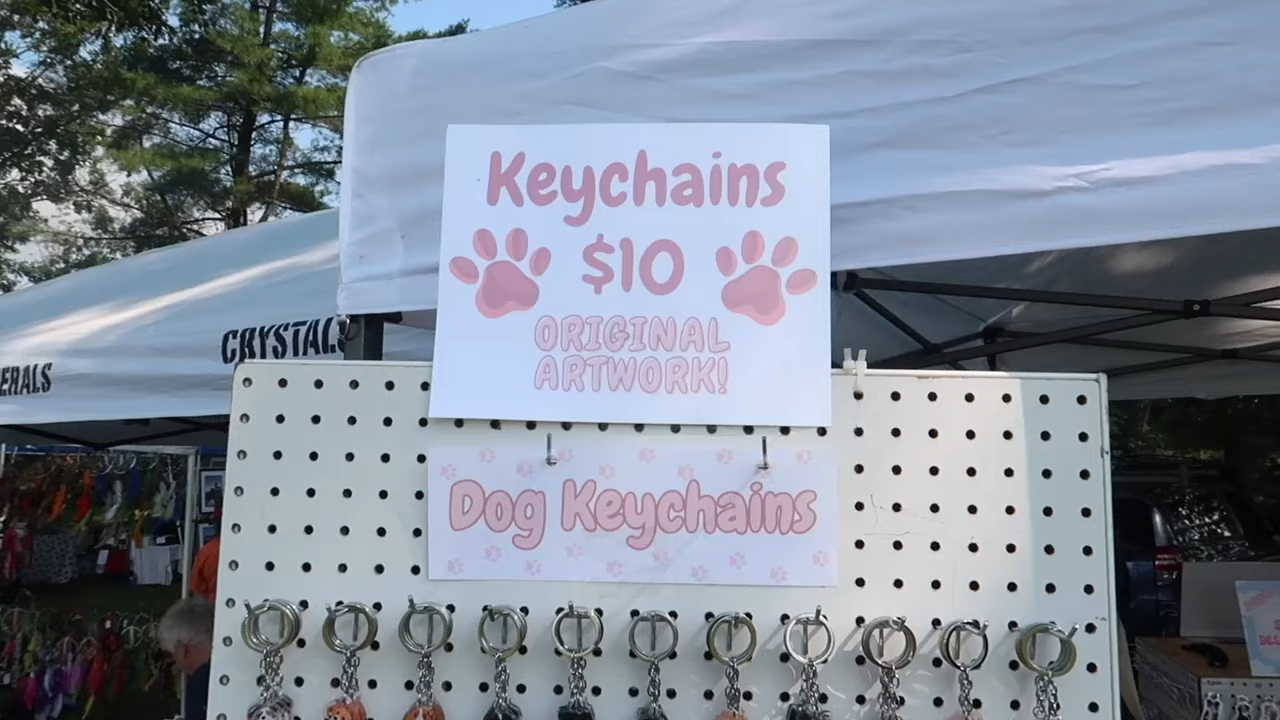 Keychains
$10
ORIGINAL
ARTWORK!
CRYSTALS
ERALS
Dog Keychains